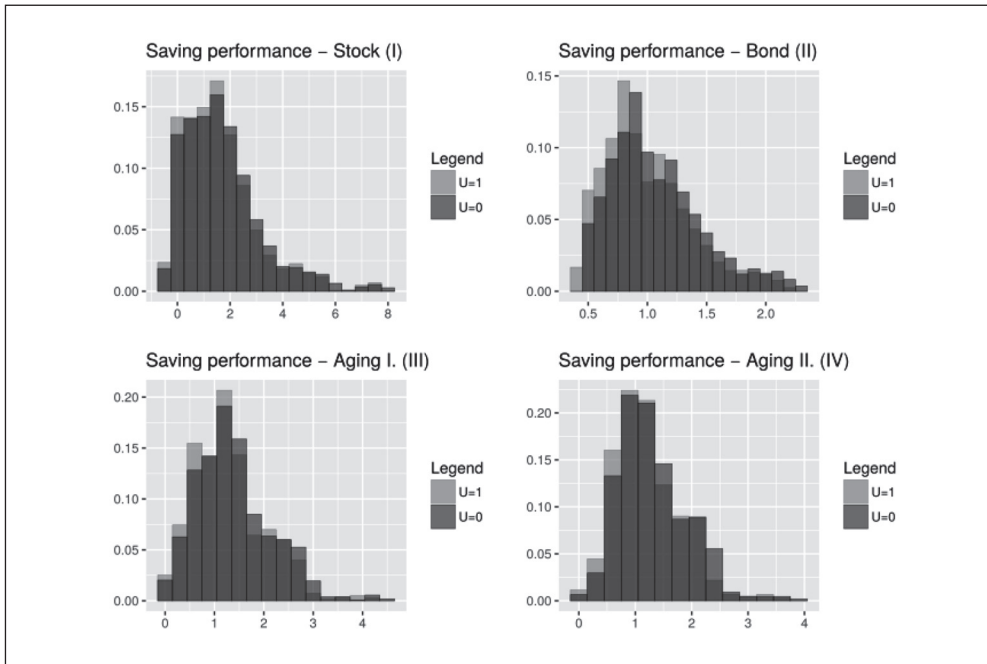 Saving performance – Stock (I)
0.15
0.10
0.05
0.00
0 2 4 6 8
Legend
U=1
U=0
Saving performance – Bond (II)
0.15
0.10
0.05
0.00
0.5 1.0 1.5 2.0
Legend
U=1
U=0
Saving performance – Aging I. (III)
0.20
0.15
0.10
0.05
0.00
0 1 2 3 4
Legend
U=1
U=0
Saving performance – Aging II. (IV)
0.20
0.15
0.10
0.05
0.00
0 1 2 3 4
Legend
U=1
U=0